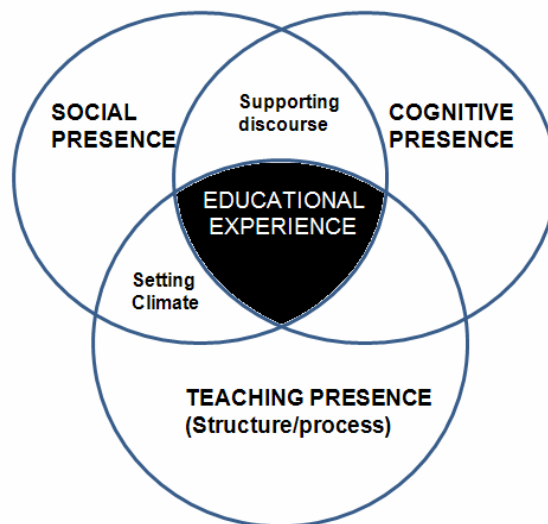 Supporting
discourse
SOCIAL
PRESENCE
COGNITIVE
PRESENCE
EDUCATIONAL
EXPERIENCE
Setting
Climate
TEACHING PRESENCE
(Structure/process)